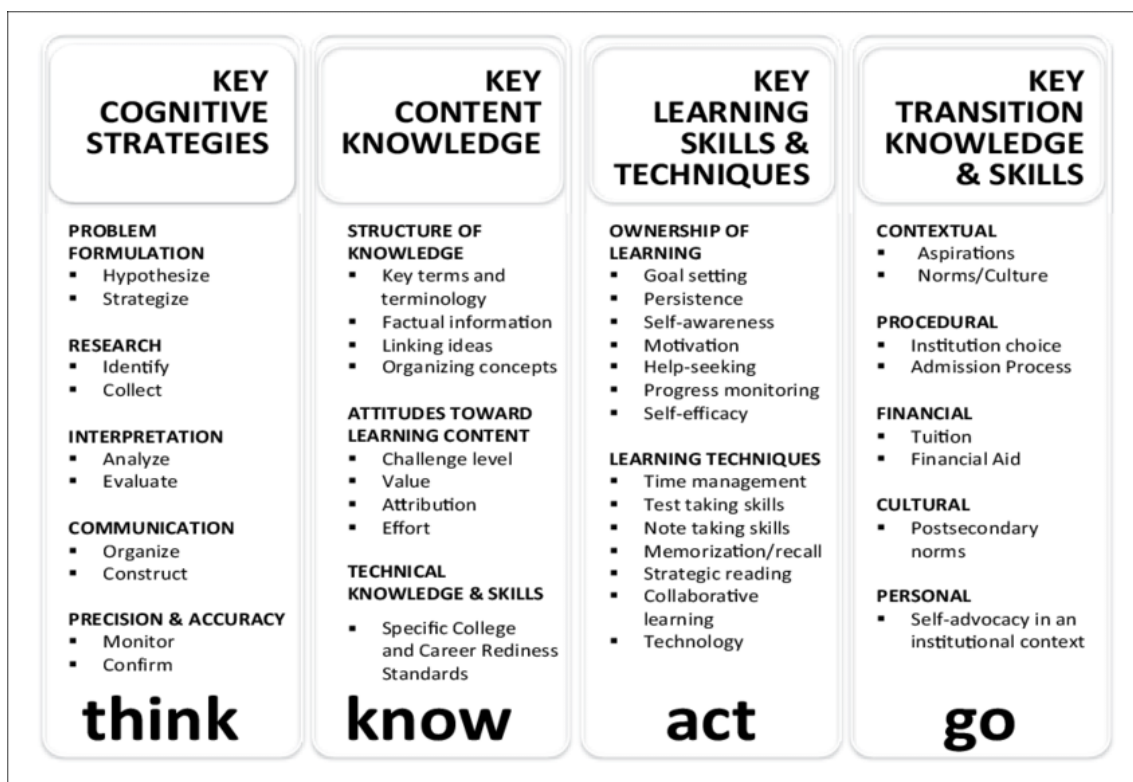 KEY
COGNITIVE
STRATEGIES
PROBLEM
FORMULATION
▪ Hypothesize
▪ Strategize
RESEARCH
▪ Identify
▪ Collect
INTERPRETATION
▪ Analyze
▪ Evaluate
COMMUNICATION
▪ Organize
▪ Construct
PRECISION & ACCURACY
▪ Monitor
▪ Confirm
think
KEY
CONTENT
KNOWLEDGE
STRUCTURE OF
KNOWLEDGE
▪ Key terms and
terminology
▪ Factual information
▪ Linking ideas
▪ Organizing concepts
ATTITUDES TOWARD
LEARNING CONTENT
▪ Challenge level
▪ Value
▪ Attribution
▪ Effort
TECHNICAL
KNOWLEDGE & SKILLS
▪ Specific College
and Career Rediness
Standards
know
KEY
LEARNING
SKILLS &
TECHNIQUES
OWNERSHIP OF
LEARNING
▪ Goal setting
▪ Persistence
▪ Self-awareness
▪ Motivation
▪ Help-seeking
▪ Progress monitoring
▪ Self-efficacy
LEARNING TECHNIQUES
▪ Time management
▪ Test taking skills
▪ Note taking skills
▪ Memorization/recall
▪ Strategic reading
▪ Collaborative
learning
▪ Technology
act
KEY
TRANSITION
KNOWLEDGE
& SKILLS
CONTEXTUAL
▪ Aspirations
▪ Norms/Culture
PROCEDURAL
▪ Institution choice
▪ Admission Process
FINANCIAL
▪ Tuition
▪ Financial Aid
CULTURAL
▪ Postsecondary
norms
PERSONAL
▪ Self-advocacy in an
institutional context
go